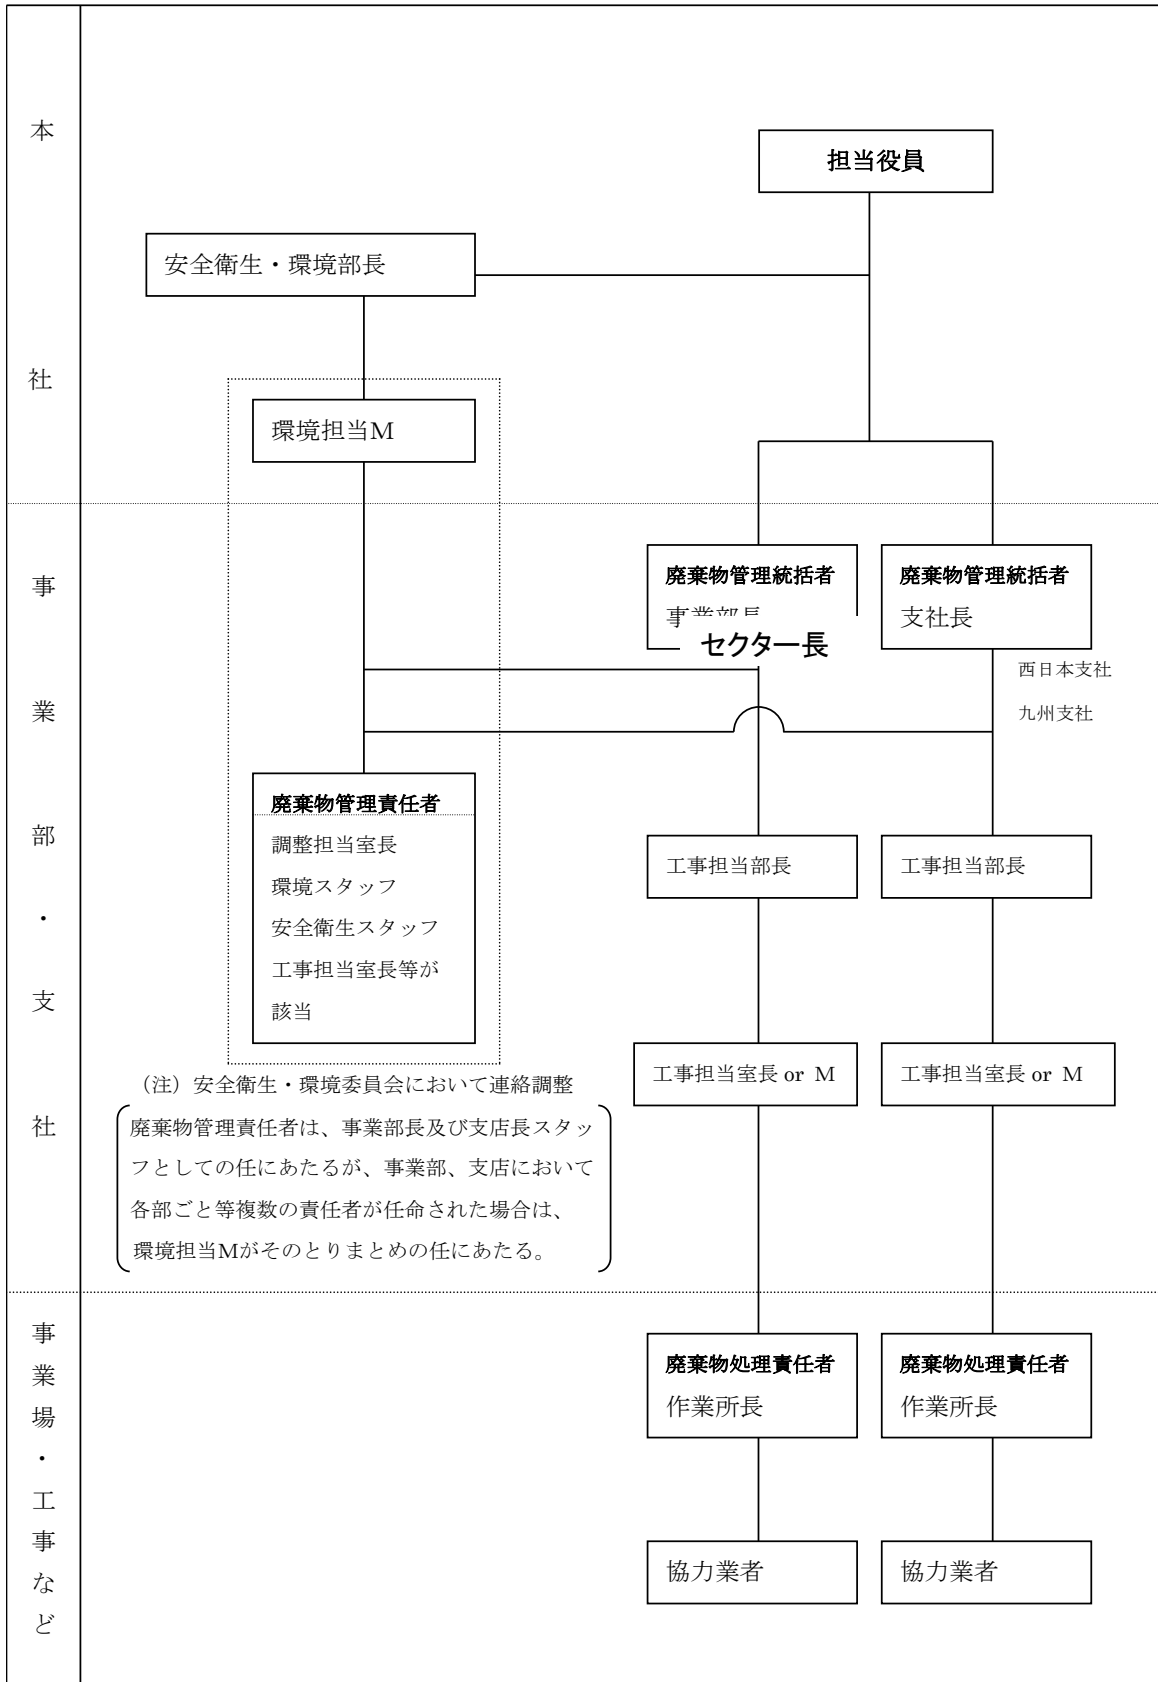 本社
担当役員
安全衛生・環境部長
環境担当M
事業部・支社
廃棄物管理統括者
セクター長
廃棄物管理統括者
支社長
西日本支社
九州支社
廃棄物管理責任者
調整担当室長
環境スタッフ
安全衛生スタッフ
工事担当室長等が
該当
工事担当部長
工事担当部長
工事担当室長 or M
工事担当室長 or M
（注）安全衛生・環境委員会において連絡調整
廃棄物管理責任者は、事業部長及び支店長スタッ
フとしての任にあたるが、事業部、支店において
各部ごと等複数の責任者が任命された場合は、
環境担当Mがそのとりまとめの任にあたる。
事業場・工事など
廃棄物処理責任者
作業所長
廃棄物処理責任者
作業所長
協力業者
協力業者